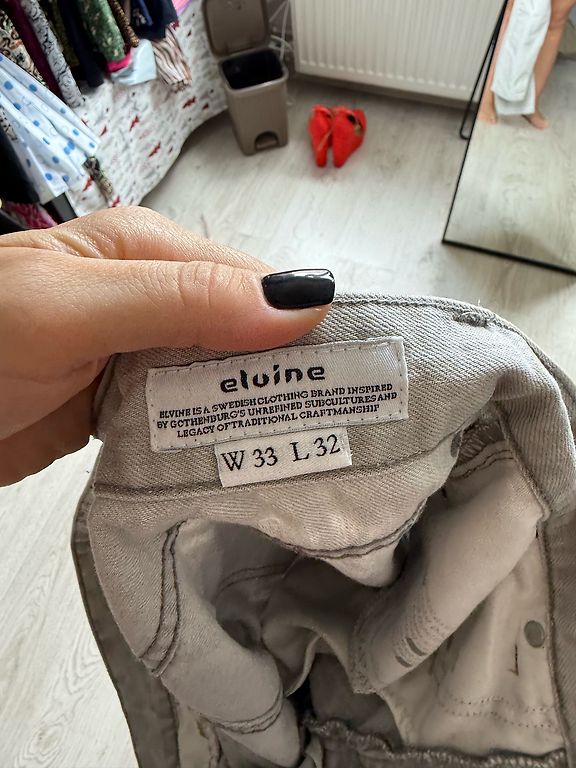 elvine
ELVINE IS A SWEDISH CLOTHING BRAND INSPIRED
BY GOTHENBURG'S UNREFINED SUBCULTURES AND
LEGACY OF TRADITIONAL CRAFTMANSHIP
W 33 L 32